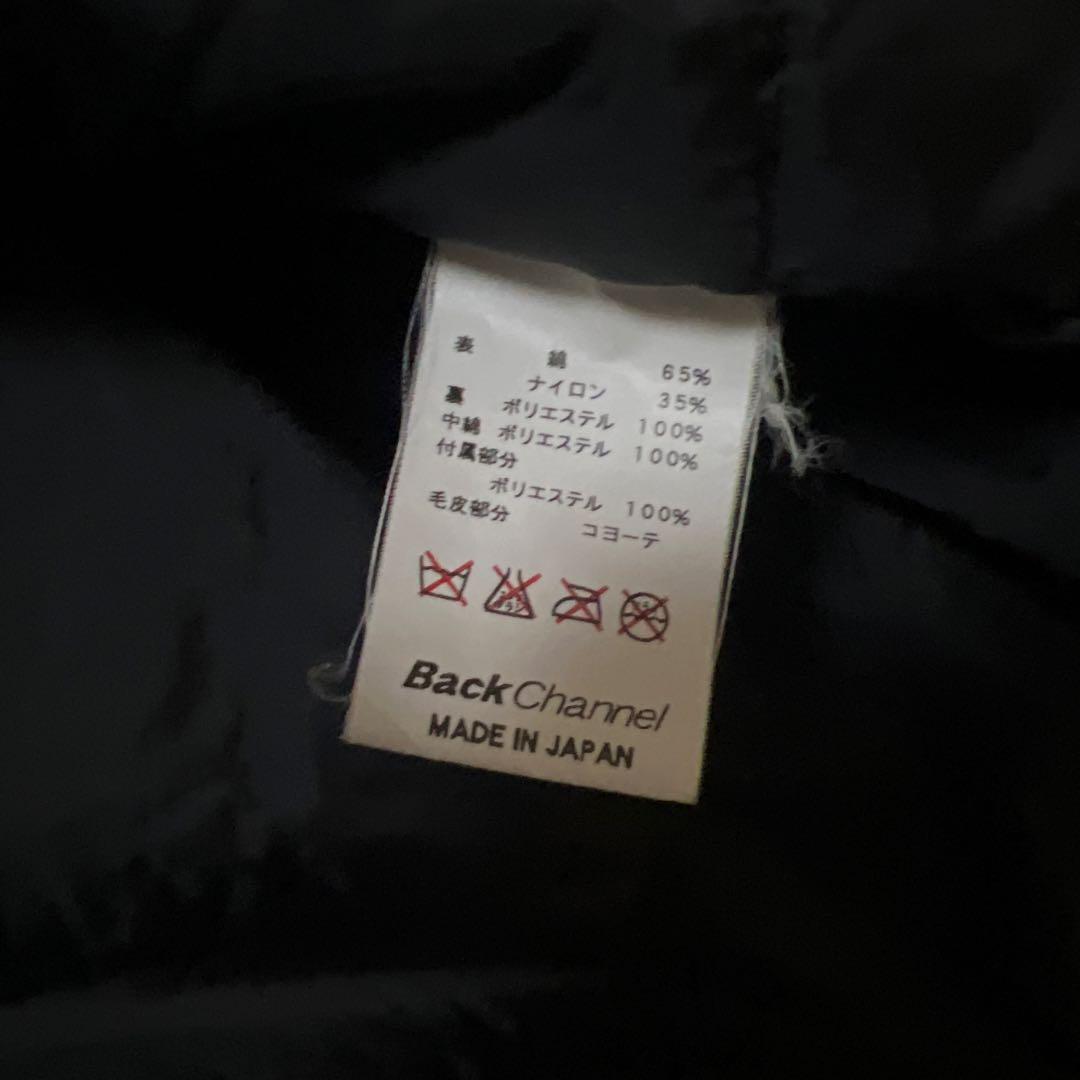 表 綿 65%
ナイロン 35%
裏 ポリエステル 100%
中綿 ポリエステル 100%
付属部分
ポリエステル 100%
毛皮部分 コヨーテ
BackChannel
MADE IN JAPAN